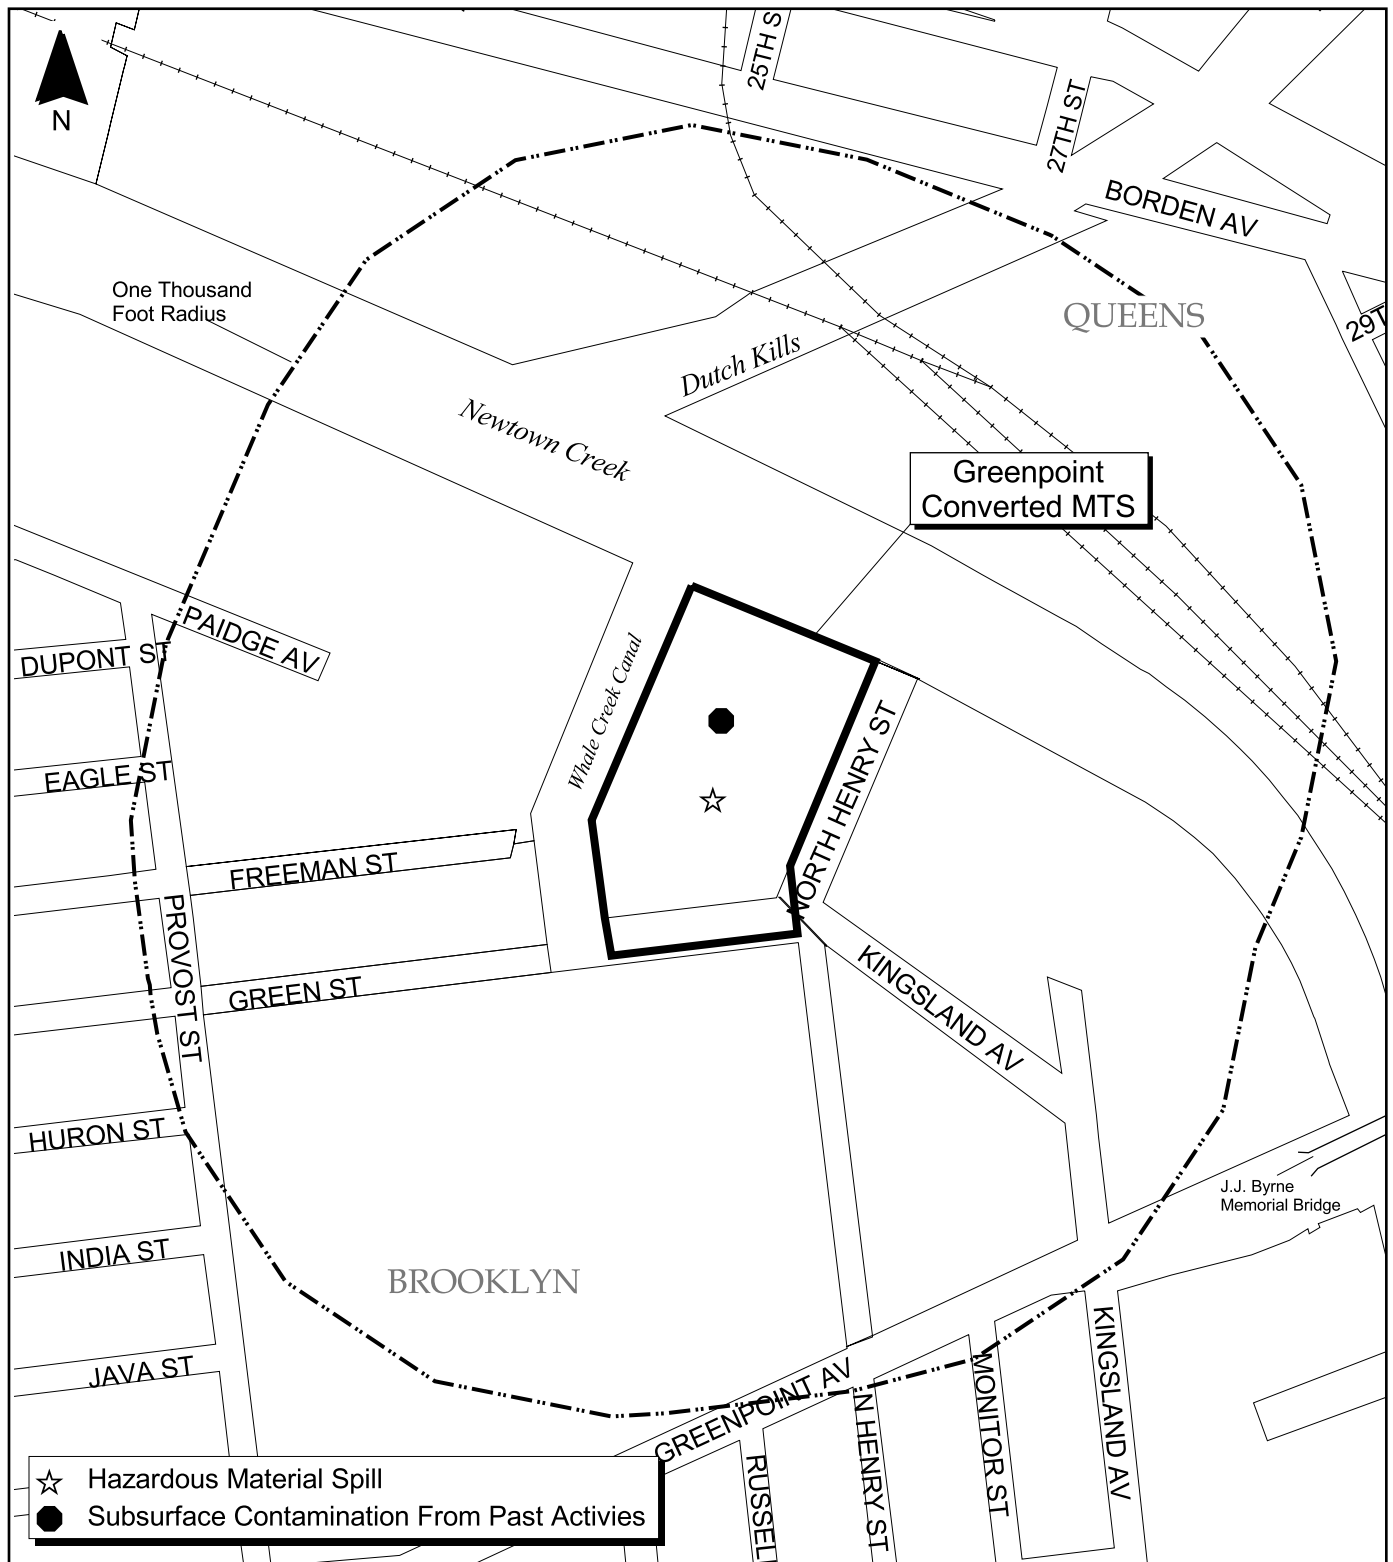 25TH S
27TH ST
N
BORDEN AV
One Thousand
Foot Radius
QUEENS
29T
Dutch Kills
Newtown Creek
Greenpoint
Converted MTS
PAIDGE AV
DUPONT ST
Whale Creek Canal
EAGLE ST
NORTH HENRY ST
FREEMAN ST
PROVOST ST
GREEN ST
KINGSLAND AV
HURON ST
J.J. Byrne
Memorial Bridge
INDIA ST
BROOKLYN
JAVA ST
KINGSLAND AV
MONITOR ST
GREENPOINT AV
N HENRY ST
RUSSEL
Hazardous Material Spill
Subsurface Contamination From Past Activies